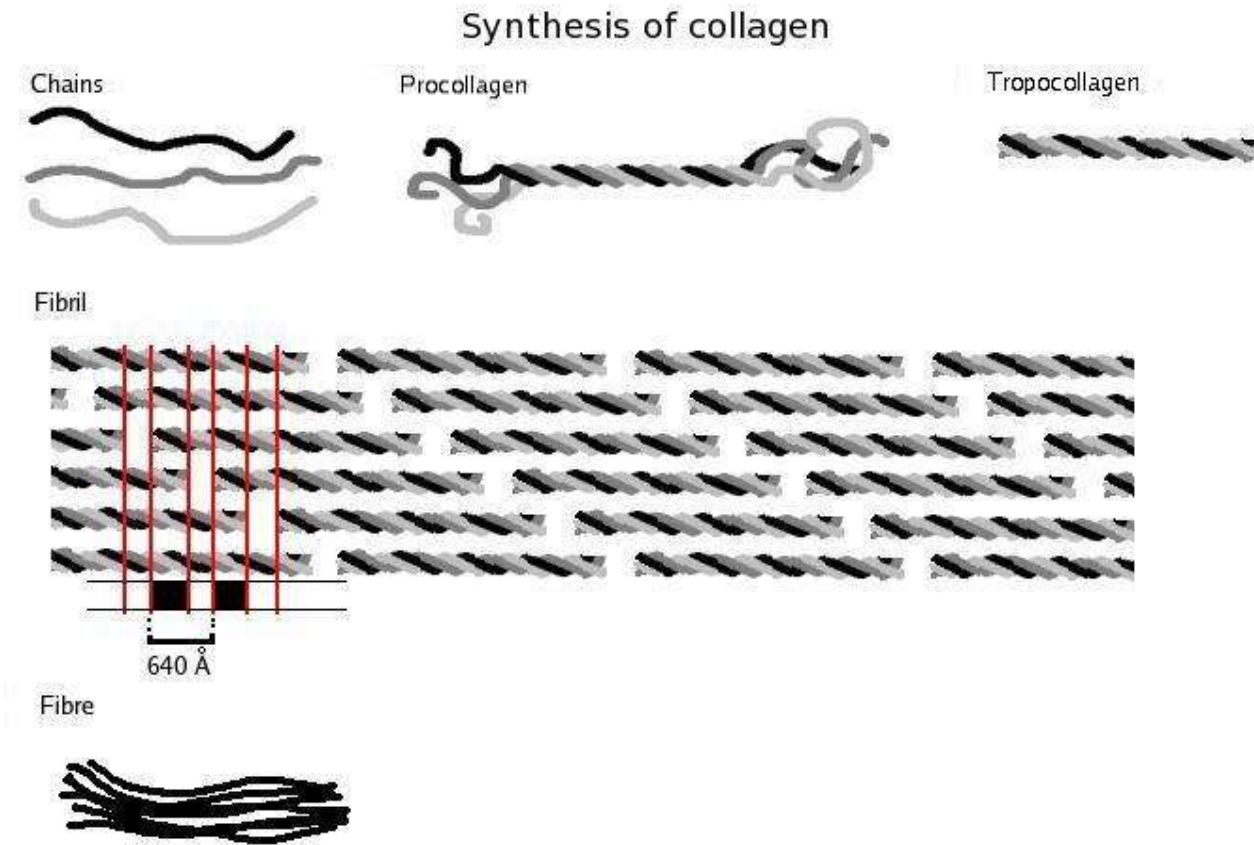 Synthesis of collagen
Chains
Procollagen
Tropocollagen
Fibril
640 Å
Fibre